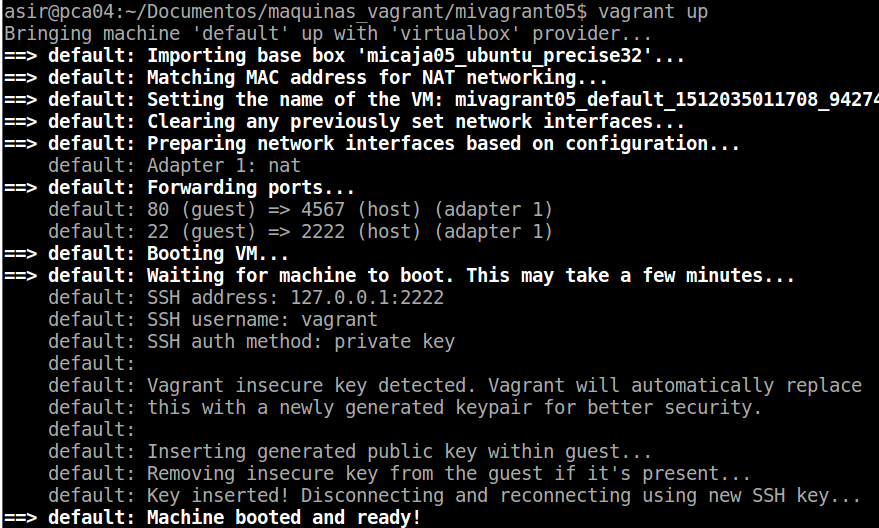 asir@pca04:~/Documentos/maquinas_vagrant/mivagrant05$ vagrant up
Bringing machine 'default' up with 'virtualbox' provider...
==> default: Importing base box 'micaja05_ubuntu_precise32'...
==> default: Matching MAC address for NAT networking...
==> default: Setting the name of the VM: mivagrant05_default_1512035011708_94274
==> default: Clearing any previously set network interfaces...
==> default: Preparing network interfaces based on configuration...
    default: Adapter 1: nat
==> default: Forwarding ports...
    default: 80 (guest) => 4567 (host) (adapter 1)
    default: 22 (guest) => 2222 (host) (adapter 1)
==> default: Booting VM...
==> default: Waiting for machine to boot. This may take a few minutes...
    default: SSH address: 127.0.0.1:2222
    default: SSH username: vagrant
    default: SSH auth method: private key
    default:
    default: Vagrant insecure key detected. Vagrant will automatically replace
    default: this with a newly generated keypair for better security.
    default:
    default: Inserting generated public key within guest...
    default: Removing insecure key from the guest if it's present...
    default: Key inserted! Disconnecting and reconnecting using new SSH key...
==> default: Machine booted and ready!